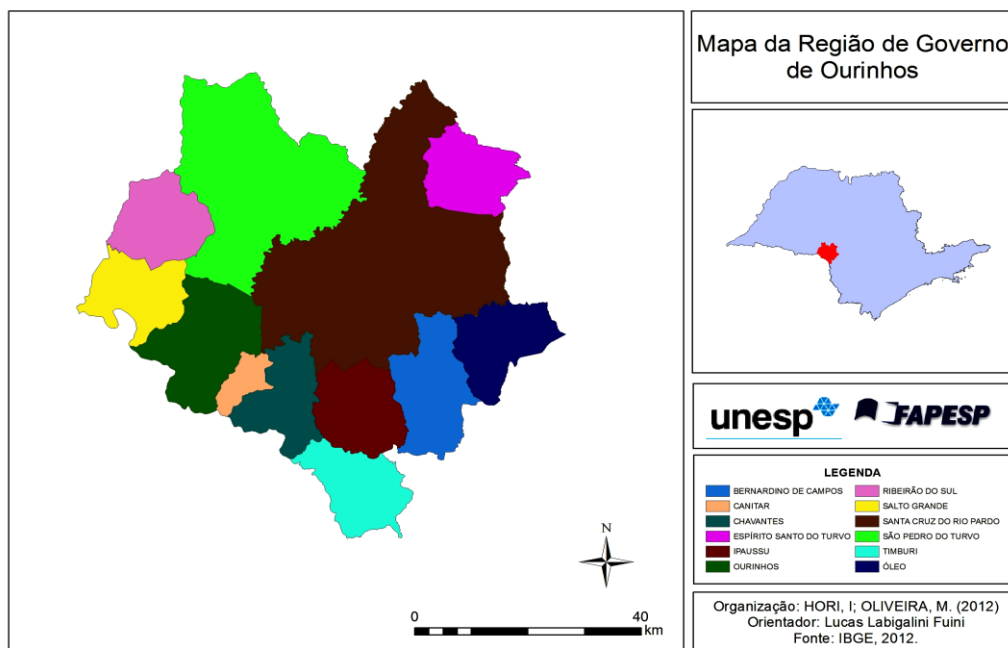 Mapa da Região de Governo
de Ourinhos
unesp
FAPESP
LEGENDA
BERNARDINO DE CAMPOS
CANITAR
CHAVANTES
ESPÍRITO SANTO DO TURVO
IPAUSSU
OURINHOS
RIBEIRÃO DO SUL
SALTO GRANDE
SANTA CRUZ DO RIO PARDO
SÃO PEDRO DO TURVO
TIMBURI
ÓLEO
N
0 40
km
Organização: HORI, I; OLIVEIRA, M. (2012)
Orientador: Lucas Labigalini Fuini
Fonte: IBGE, 2012.